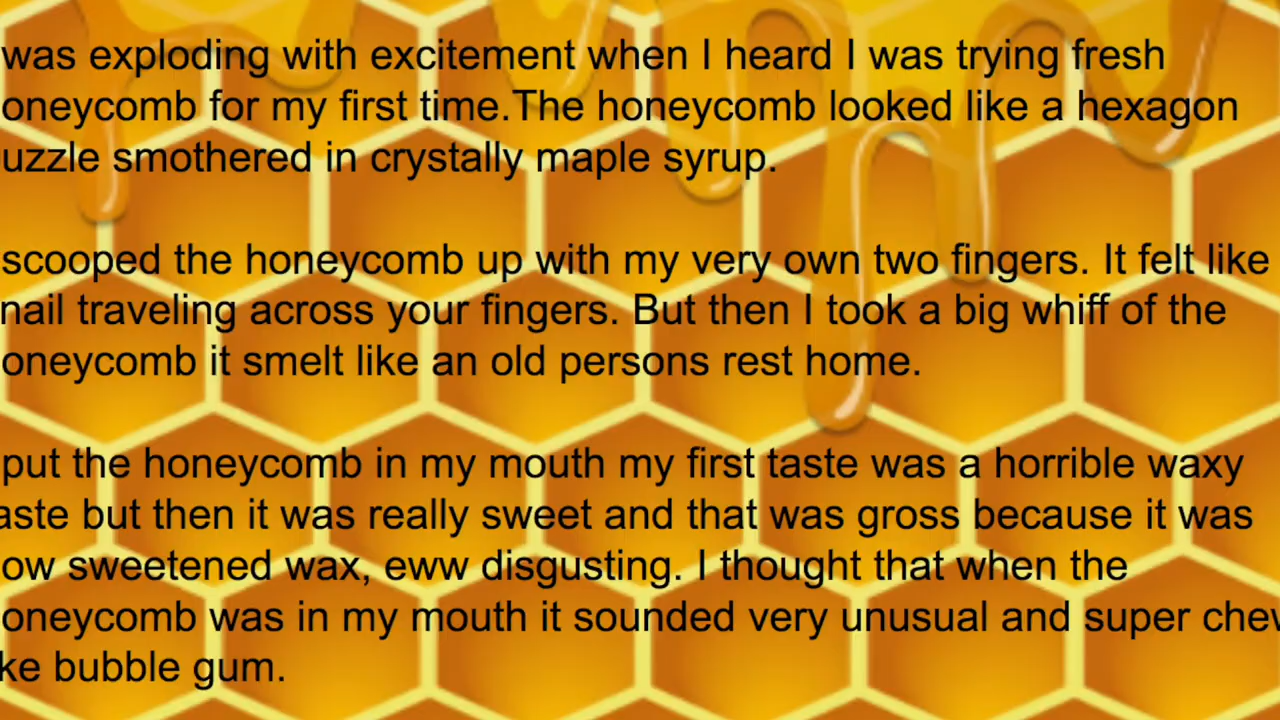 was exploding with excitement when I heard I was trying fresh
oneycomb for my first time.The honeycomb looked like a hexagon
uzzle smothered in crystally maple syrup.
scooped the honeycomb up with my very own two fingers. It felt like
nail traveling across your fingers. But then I took a big whiff of the
oneycomb it smelt like an old persons rest home.
put the honeycomb in my mouth my first taste was a horrible waxy
aste but then it was really sweet and that was gross because it was
ow sweetened wax, eww disgusting. I thought that when the
oneycomb was in my mouth it sounded very unusual and super chew
ke bubble gum.